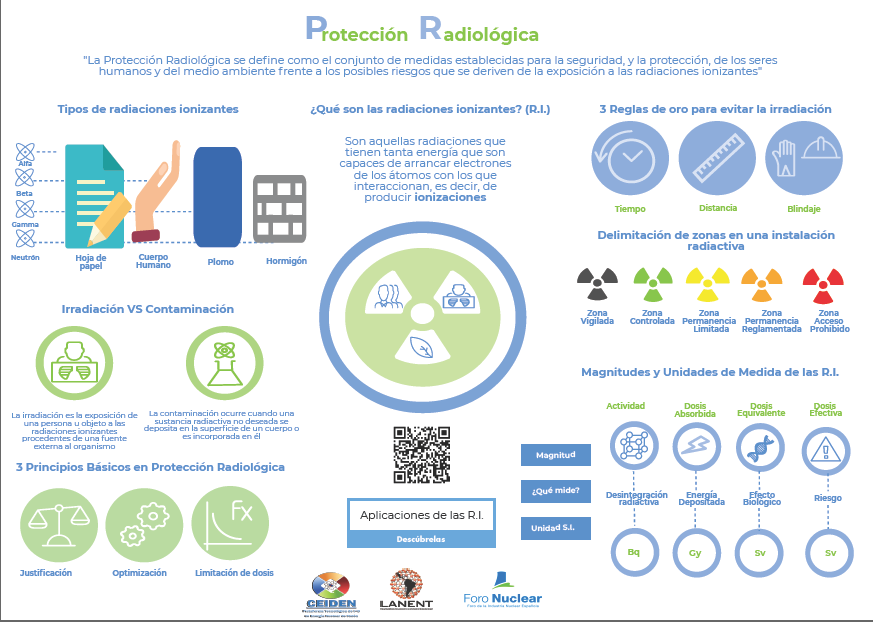 Protección Radiológica
"La Protección Radiológica se define como el conjunto de medidas establecidas para la seguridad, y la protección, de los seres
humanos y del medio ambiente frente a los posibles riesgos que se deriven de la exposición a las radiaciones ionizantes"
Tipos de radiaciones ionizantes
Alfa
Beta
Gamma
Neutrón
Hoja de
papel
Cuerpo
Humano
Plomo
Hormigón
Irradiación VS Contaminación
La irradiación es la exposición de
una persona u objeto a las
radiaciones ionizantes
procedentes de una fuente
externa al organismo
La contaminación ocurre cuando una
sustancia radiactiva no deseada se
deposita en la superficie de un cuerpo o
es incorporada en él
3 Principios Básicos en Protección Radiológica
fx
Justificación
Optimización
Limitación de dosis
¿Qué son las radiaciones ionizantes? (R.I.)
Son aquellas radiaciones que
tienen tanta energía que son
capaces de arrancar electrones
de los átomos con los que
interaccionan, es decir, de
producir ionizaciones
Aplicaciones de las R.I.
Descúbrelas
CEIDEN
LANENT
Foro Nuclear
Foro de la Industria Nuclear Española
3 Reglas de oro para evitar la irradiación
Tiempo
Distancia
Blindaje
Delimitación de zonas en una instalación
radiactiva
Zona
Vigilada
Zona
Controlada
Zona
Permanencia
Limitada
Zona
Permanencia
Reglamentada
Zona
Acceso
Prohibido
Magnitudes y Unidades de Medida de las R.I.
Magnitud
Actividad
Dosis
Absorbida
Dosis
Equivalente
Dosis
Efectiva
¿Qué mide?
Desintegración
radiactiva
Energía
Depositada
Efecto
Biológico
Riesgo
Unidad S.I.
Bq
Gy
Sv
Sv